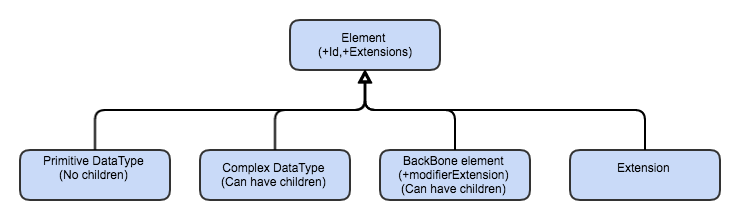 Element
(+Id,+Extensions)
Primitive DataType
(No children)
Complex DataType
(Can have children)
BackBone element
(+modifierExtension)
(Can have children)
Extension